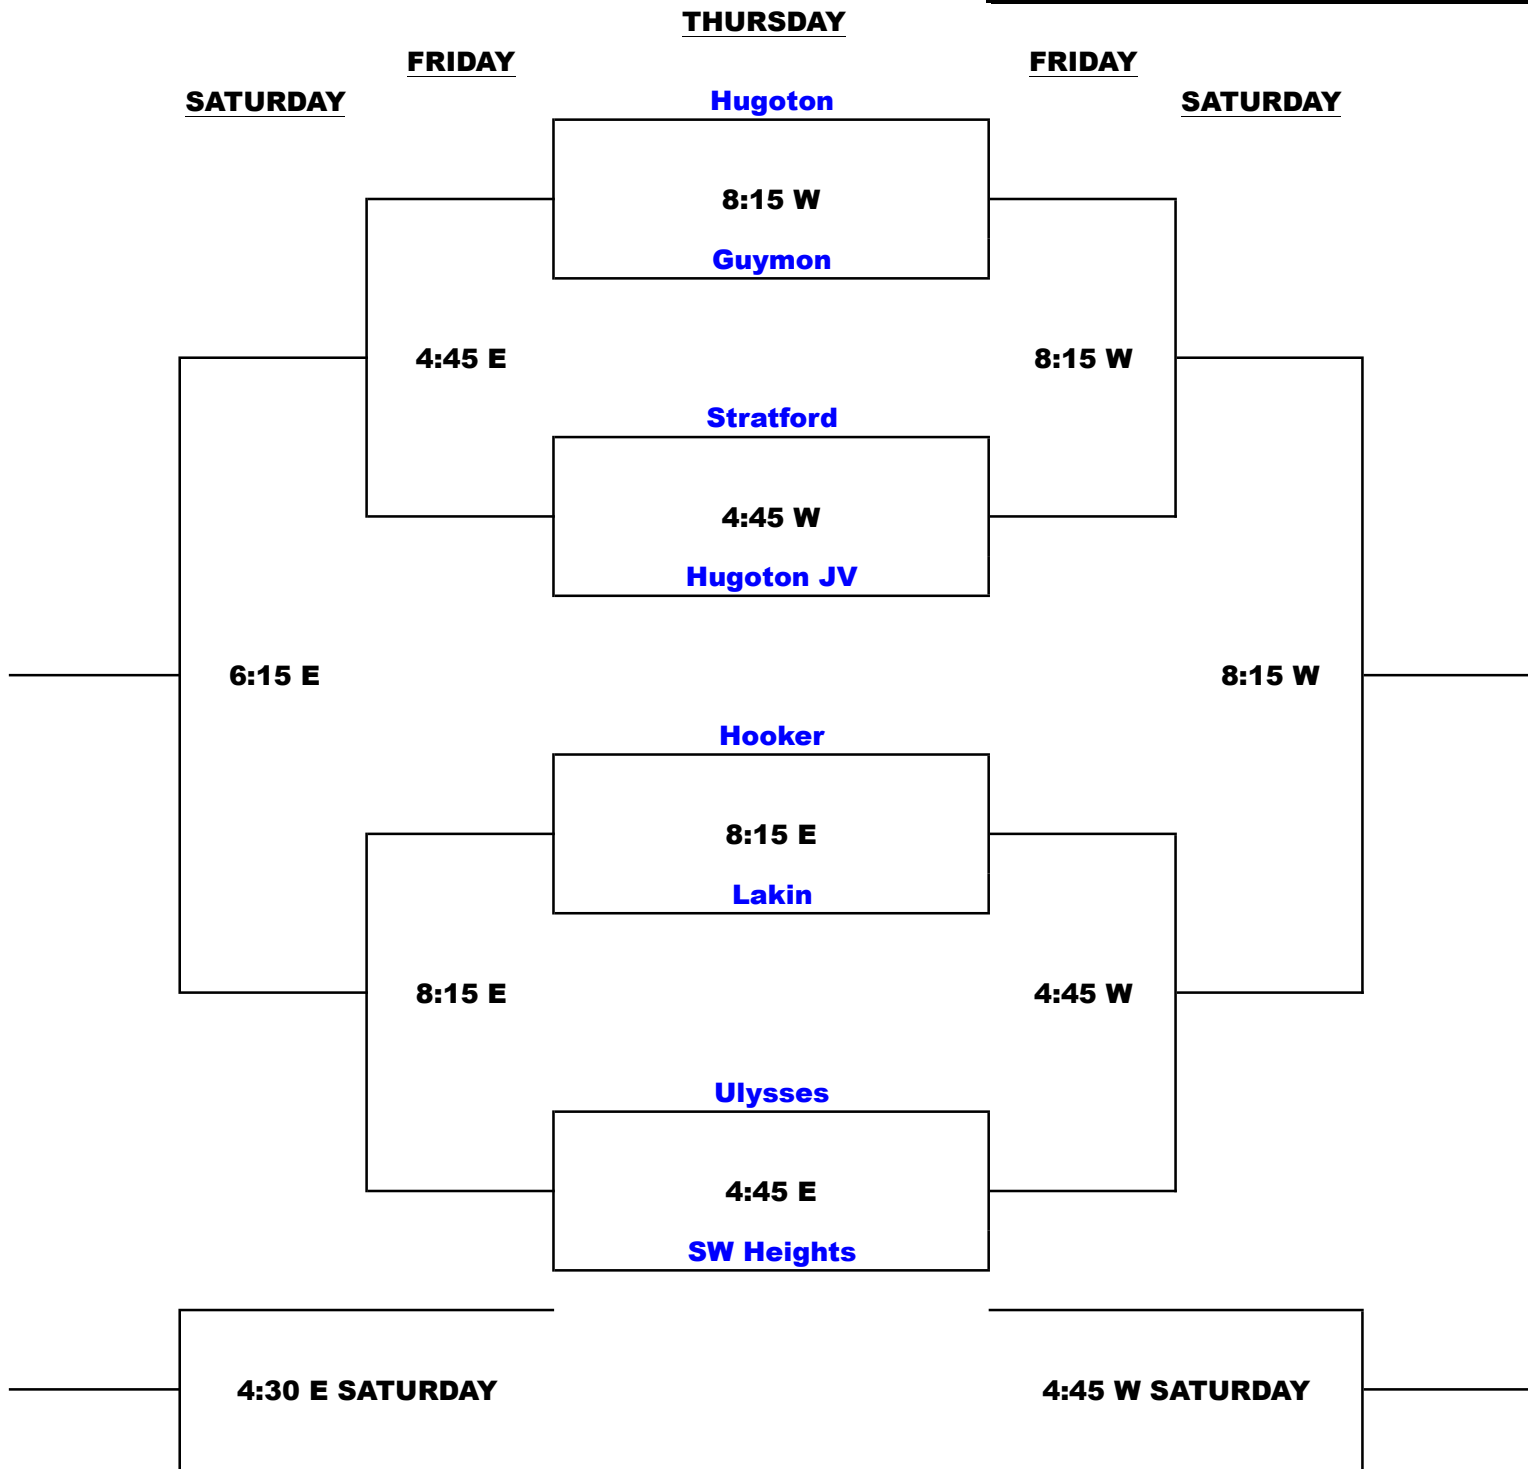 THURSDAY
FRIDAY FRIDAY
SATURDAY Hugoton SATURDAY
8:15 W
Guymon
4:45 E 8:15 W
Stratford
4:45 W
Hugoton JV
6:15 E 8:15 W
Hooker
8:15 E
Lakin
8:15 E 4:45 W
Ulysses
4:45 E
SW Heights
4:30 E SATURDAY 4:45 W SATURDAY